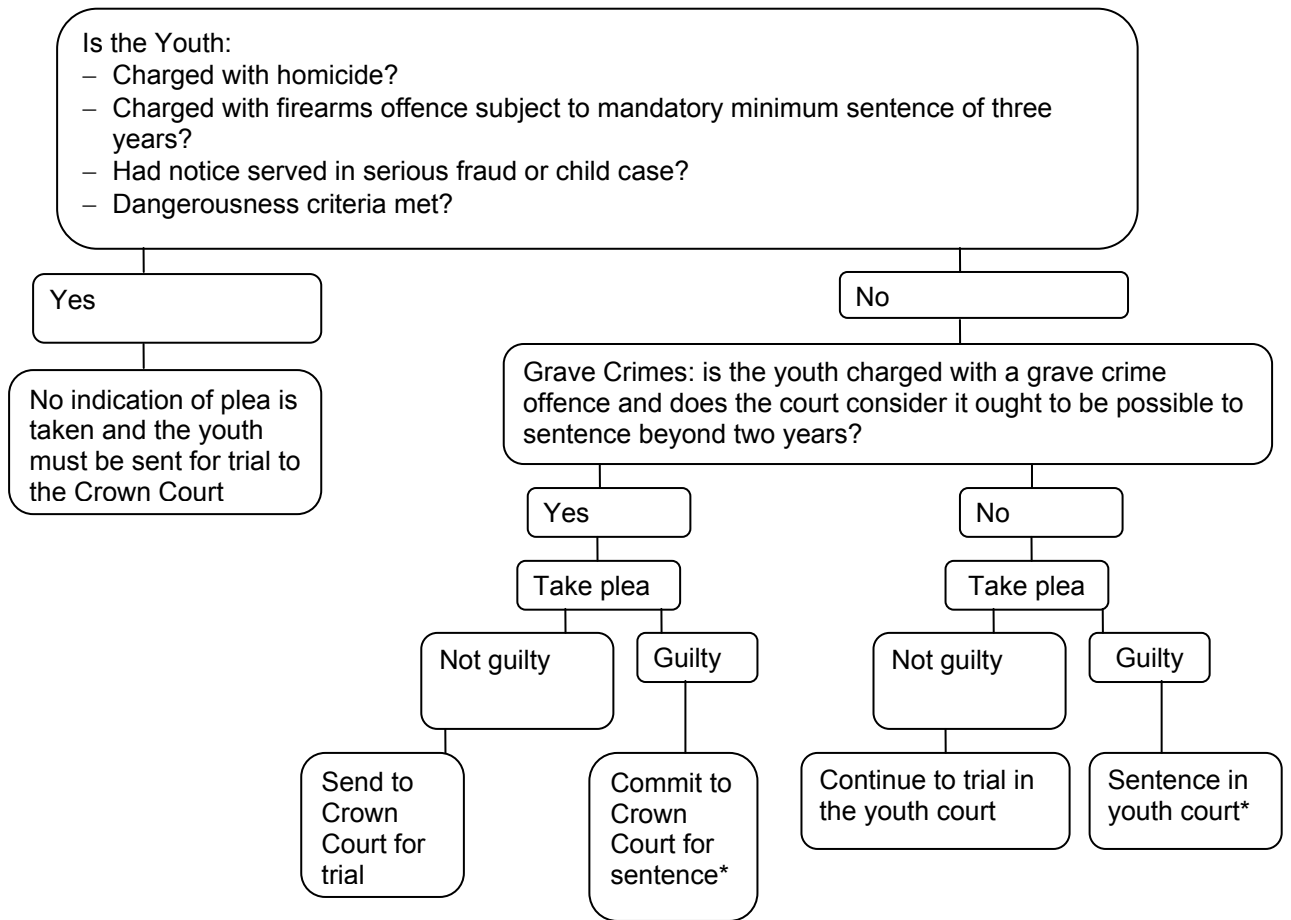 Is the Youth:
– Charged with homicide?
– Charged with firearms offence subject to mandatory minimum sentence of three
years?
– Had notice served in serious fraud or child case?
– Dangerousness criteria met?
Yes
No
No indication of plea is
taken and the youth
must be sent for trial to
the Crown Court
Grave Crimes: is the youth charged with a grave crime
offence and does the court consider it ought to be possible to
sentence beyond two years?
Yes
No
Take plea
Take plea
Not guilty
Guilty
Not guilty
Guilty
Send to
Crown
Court for
trial
Commit to
Crown
Court for
sentence*
Continue to trial in
the youth court
Sentence in
youth court*